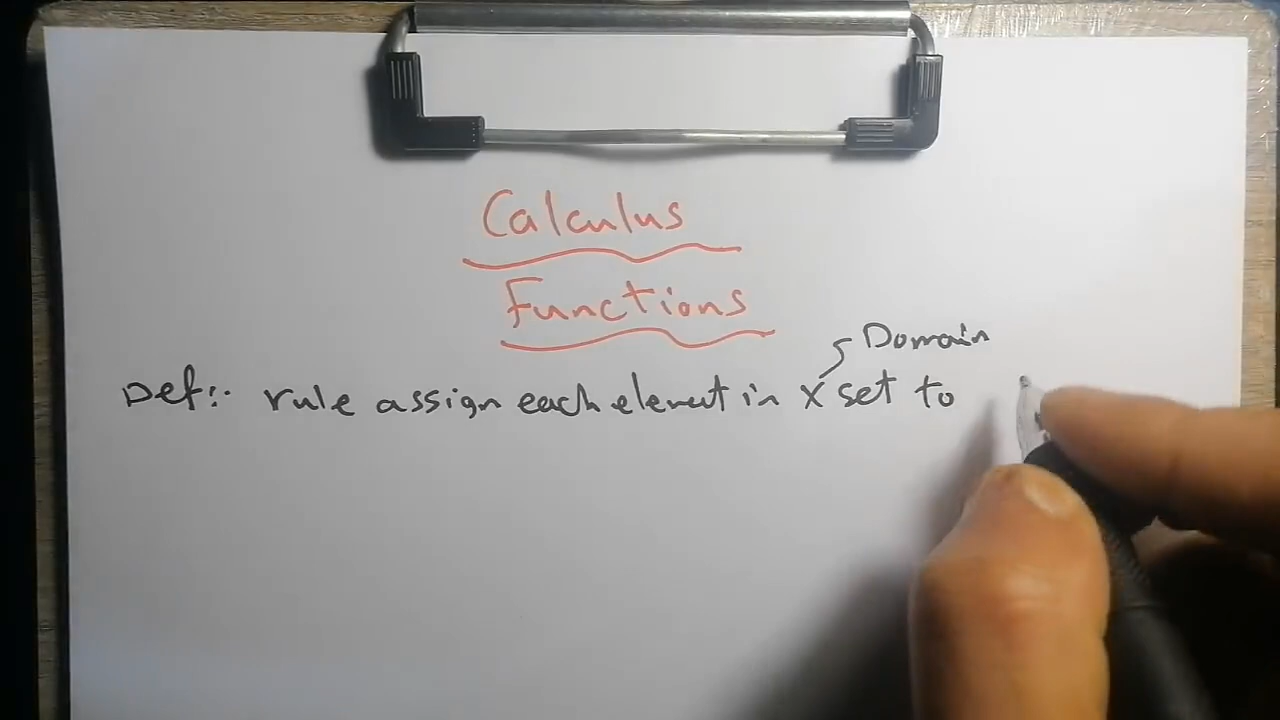 Calculus
Functions
Domain
Def:- rule assign each element in X set to